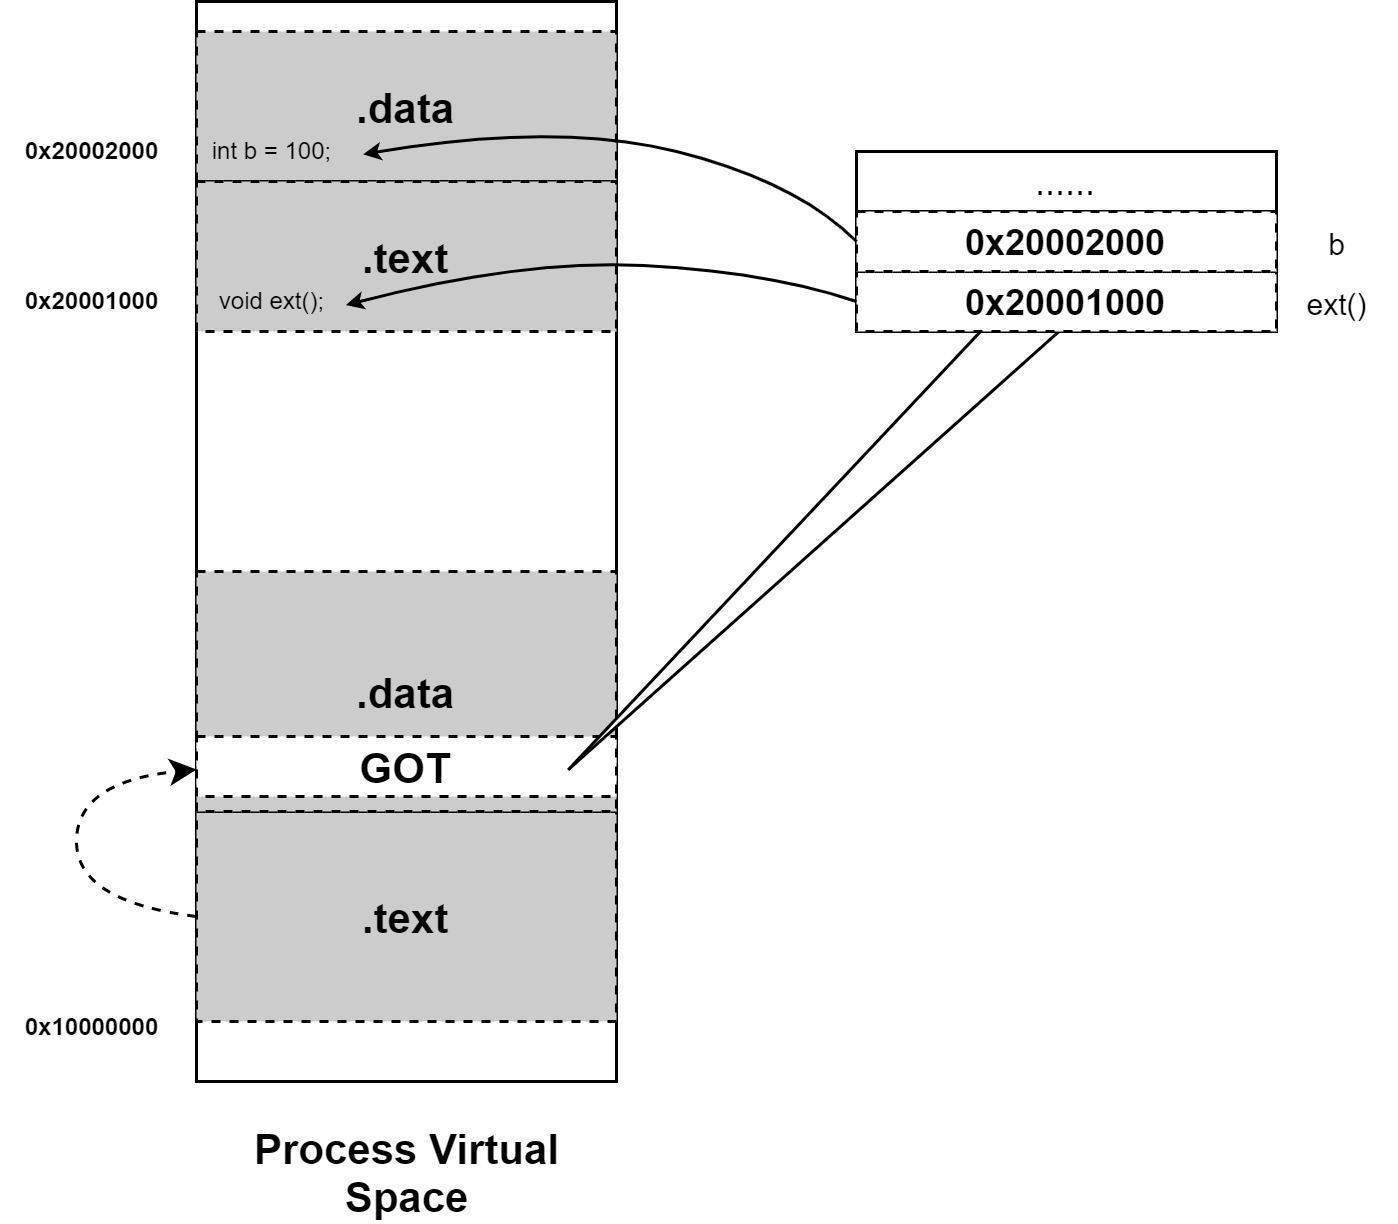 .data
0x20002000
int b = 100;
.text
0x20001000
void ext();
......
0x20002000
b
0x20001000
ext()
.data
GOT
.text
0x10000000
Process Virtual
Space